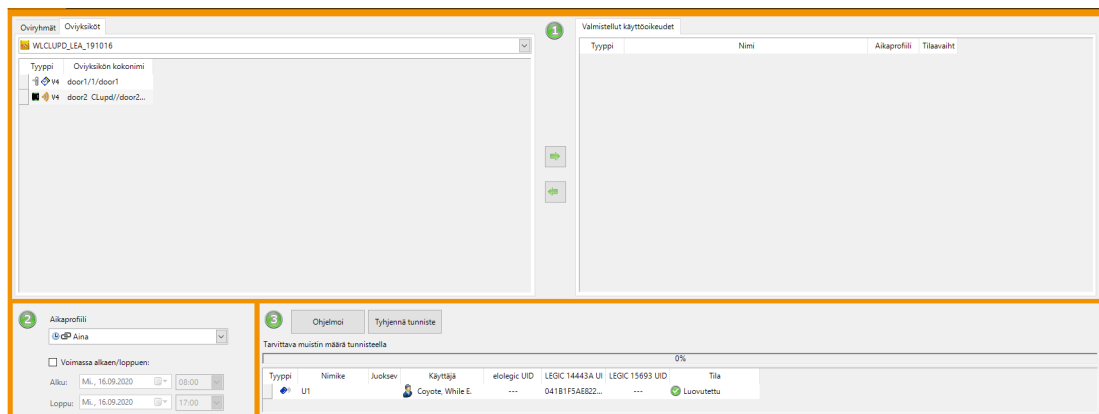 Oviryhmät Oviyksiköt
WLCLUPD_LEA_191016
Tyyppi Oviyksikön kokonimi
V4 door1/1/door1
V4 door2 CLupd//door2...
1
Valmistellut käyttöoikeudet
Tyyppi Nimi Aikaprofiili Tilaavaiht
2
Aikaprofiili
Aina
Voimassa alkaen/loppuen:
Alku: Mi., 16.09.2020 08:00
Loppu: Mi., 16.09.2020 17:00
3
Ohjelmoi Tyhjennä tunniste
Tarvittava muistin määrä tunnisteella
0%
Tyyppi Nimike Juoksev Käyttäjä elolegic UID LEGIC 14443A UI LEGIC 15693 UID Tila
U1 Coyote, While E. --- 041B1F5AE822... --- Luovutettu